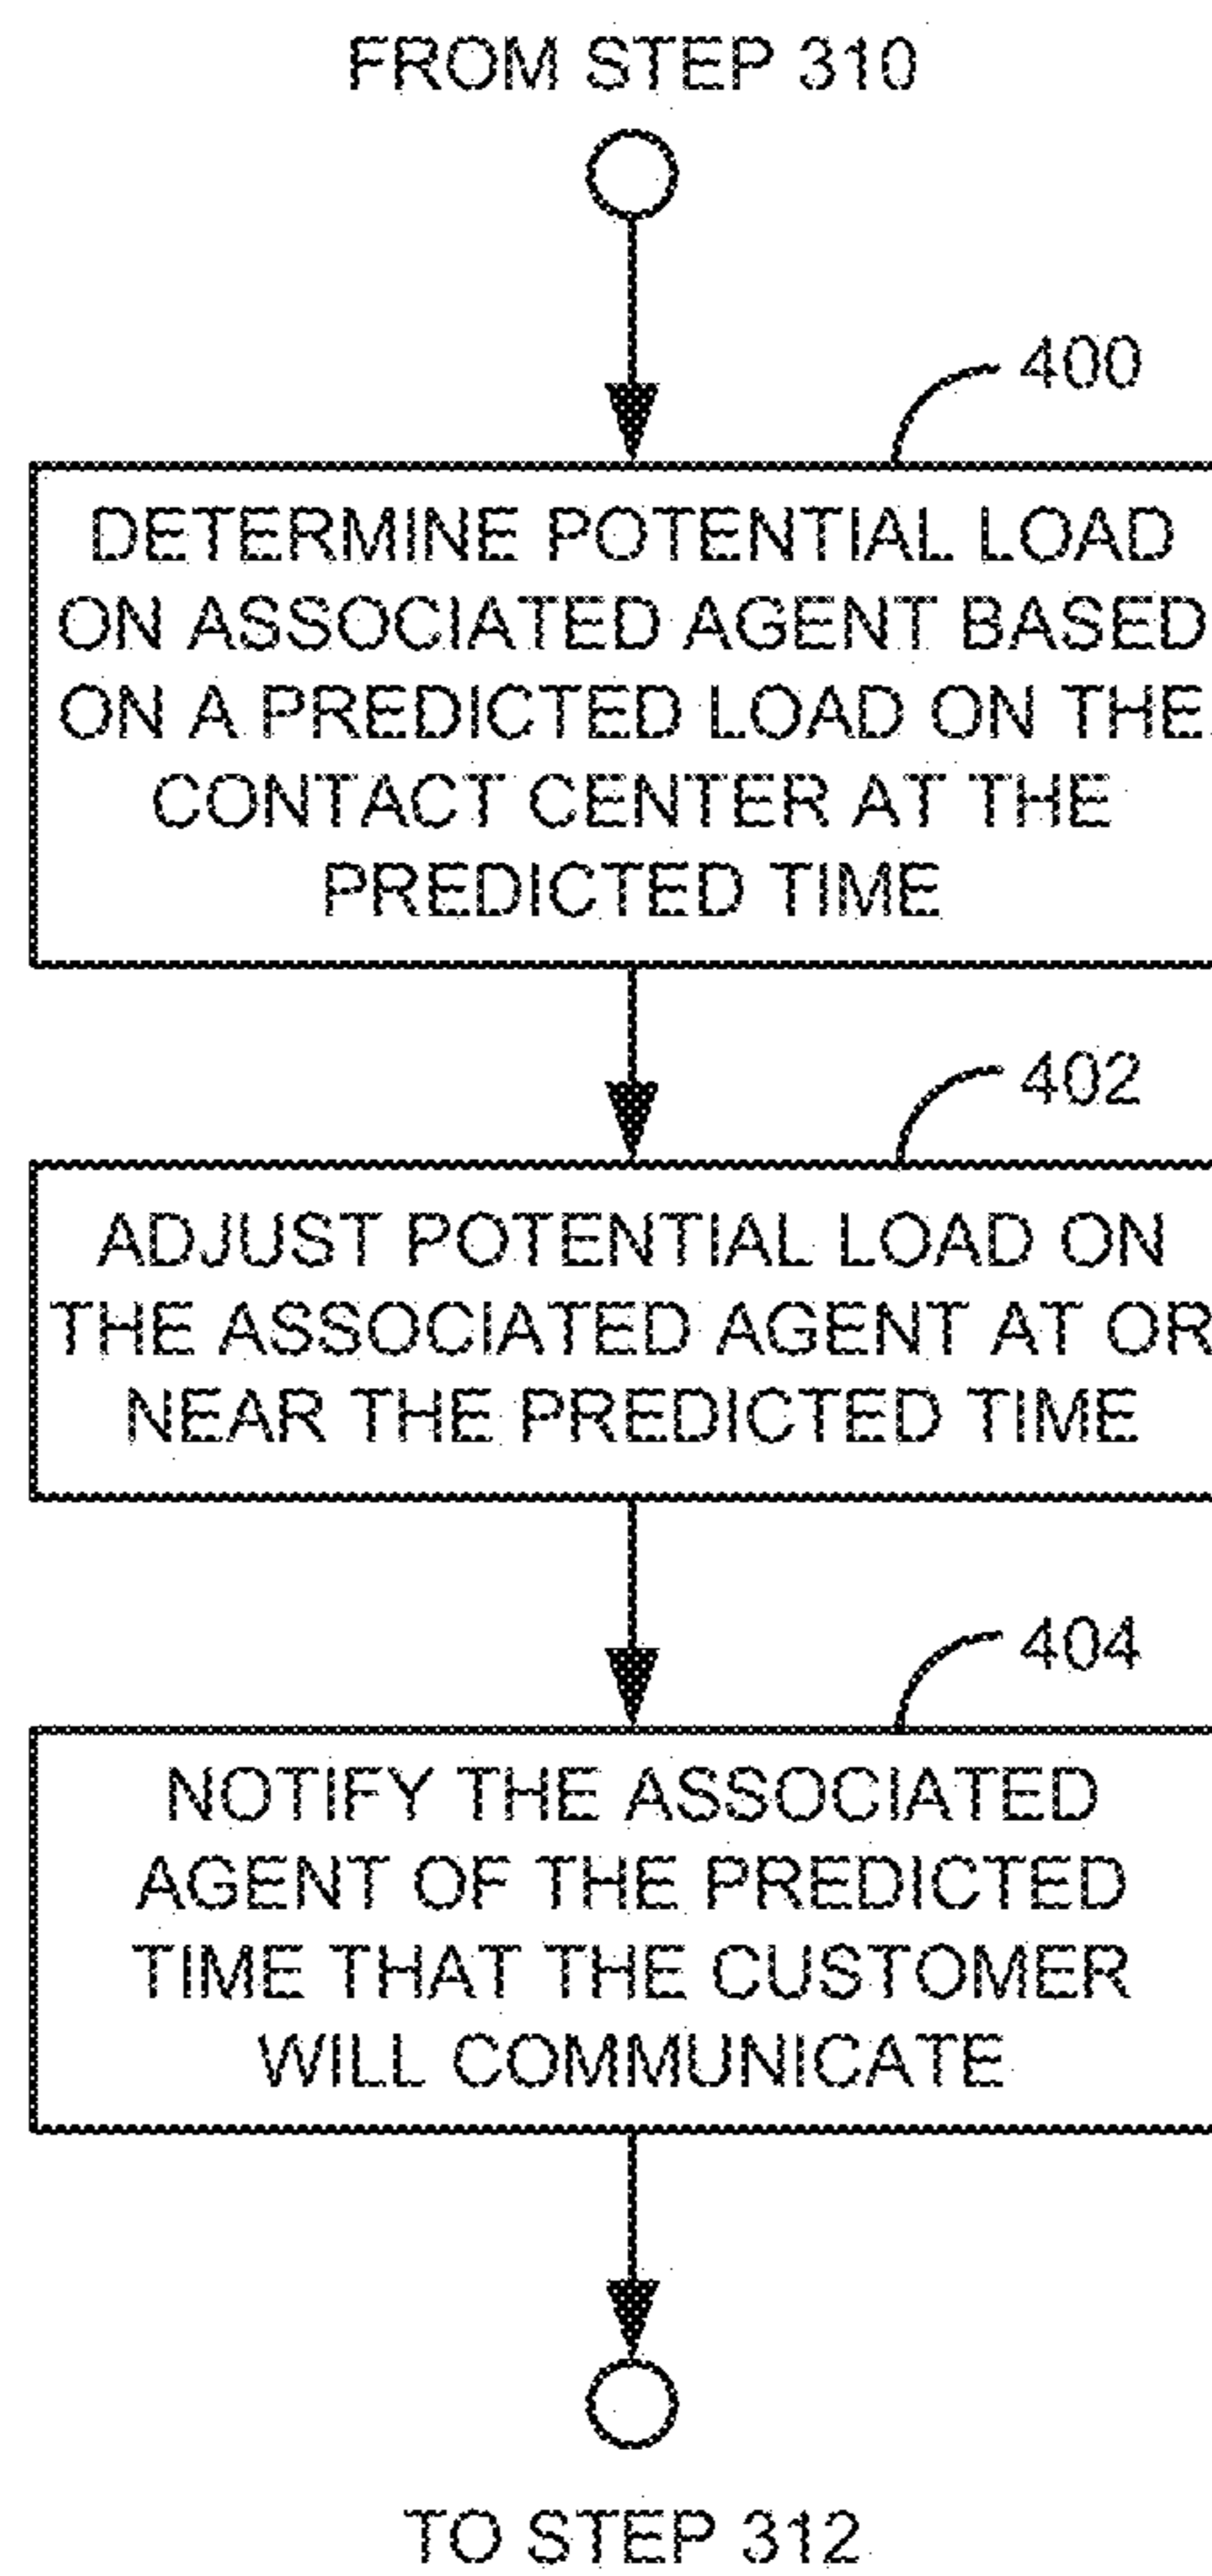 FROM STEP 310
400
DETERMINE POTENTIAL LOAD
ON ASSOCIATED AGENT BASED
ON A PREDICTED LOAD ON THE
CONTACT CENTER AT THE
PREDICTED TIME
402
ADJUST POTENTIAL LOAD ON
THE ASSOCIATED AGENT AT OR
NEAR THE PREDICTED TIME
404
NOTIFY THE ASSOCIATED
AGENT OF THE PREDICTED
TIME THAT THE CUSTOMER
WILL COMMUNICATE
TO STEP 312